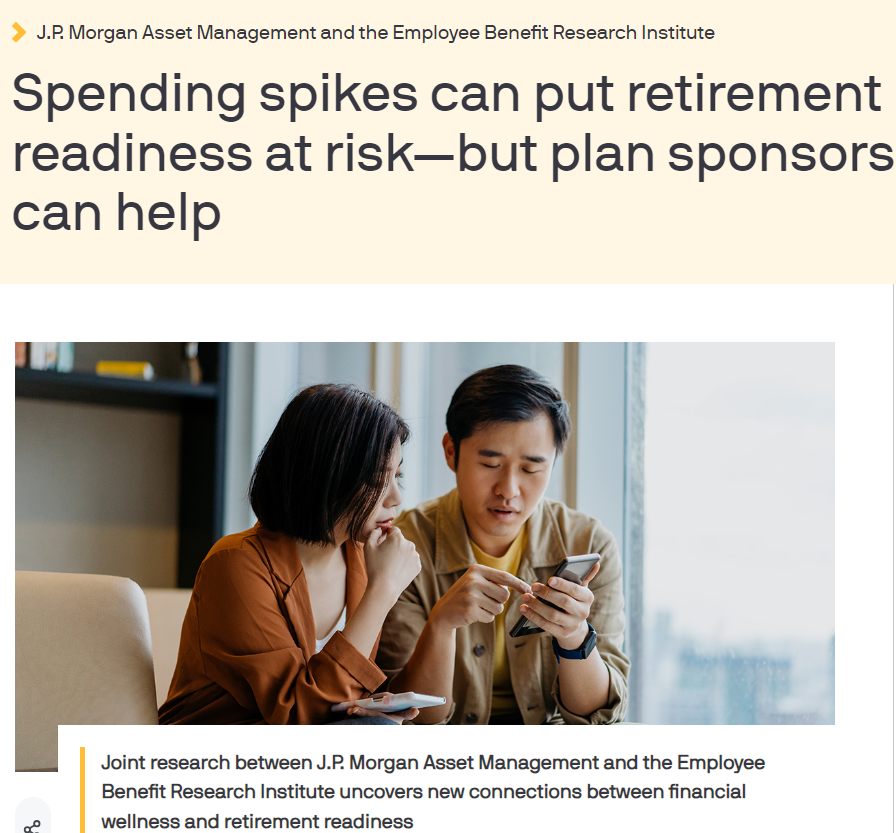 J.P. Morgan Asset Management and the Employee Benefit Research Institute
Spending spikes can put retirement
readiness at risk—but plan sponsors
can help
Joint research between J.P. Morgan Asset Management and the Employee
Benefit Research Institute uncovers new connections between financial
wellness and retirement readiness